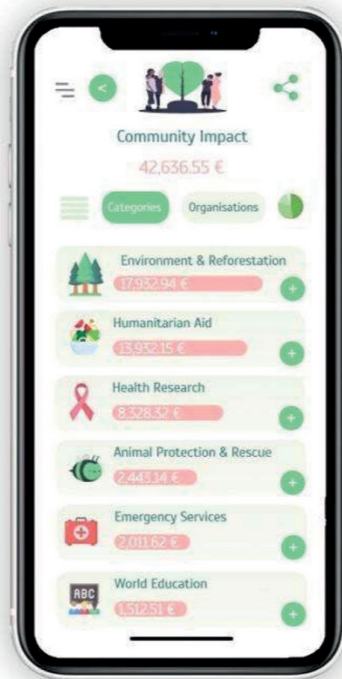 <
Community Impact
42,636.55 €
Categories Organisations
Environment & Reforestation
17,932.94 €
+
Humanitarian Aid
13,932.15 €
+
Health Research
8,328.32 €
+
Animal Protection & Rescue
2,443.14 €
+
Emergency Services
2,011.62 €
+
World Education
ABC
1,512.51 €
+